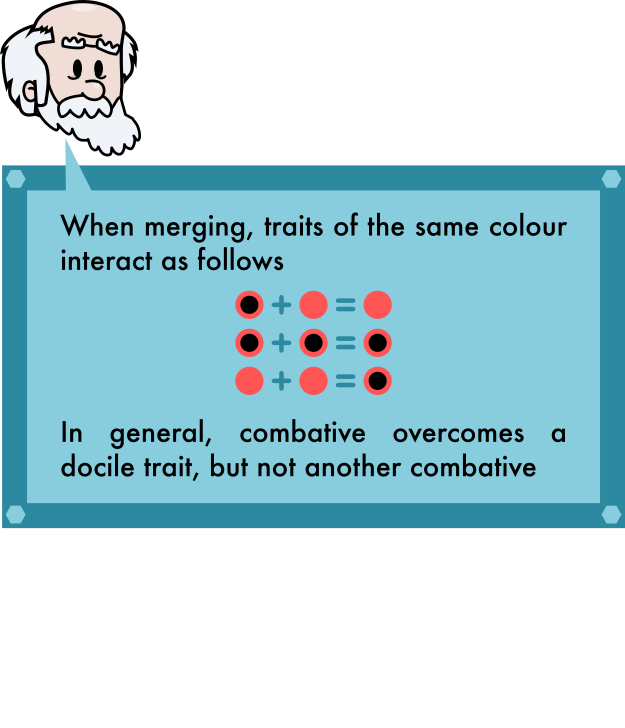 When merging, traits of the same colour
interact as follows
+ =
+ =
+ =
In general, combative overcomes a
docile trait, but not another combative